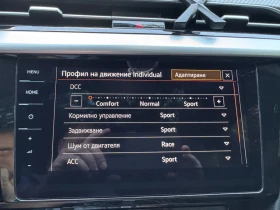 MENU
HOME
Профил на движение Individual
Адаптиране
X
DCC
Comfort Normal Sport
Кормилно управление Sport
Задвижване Sport
Шум от двигателя Race
ACC Sport